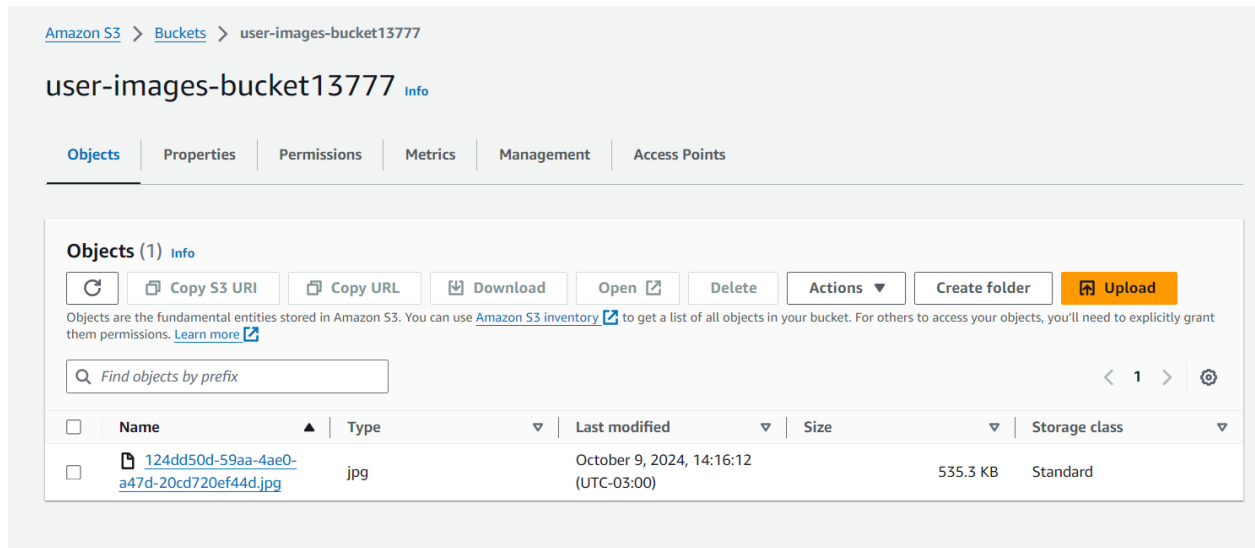 Amazon S3 > Buckets > user-images-bucket13777
user-images-bucket13777 Info
Objects Properties Permissions Metrics Management Access Points
Objects (1) Info
Copy S3 URI Copy URL Download Open Delete Actions Create folder Upload
Objects are the fundamental entities stored in Amazon S3. You can use Amazon S3 inventory to get a list of all objects in your bucket. For others to access your objects, you'll need to explicitly grant
them permissions. Learn more
Find objects by prefix
1
Name Type Last modified Size Storage class
124dd50d-59aa-4ae0-
a47d-20cd720ef44d.jpg
jpg
October 9, 2024, 14:16:12
(UTC-03:00)
535.3 KB
Standard